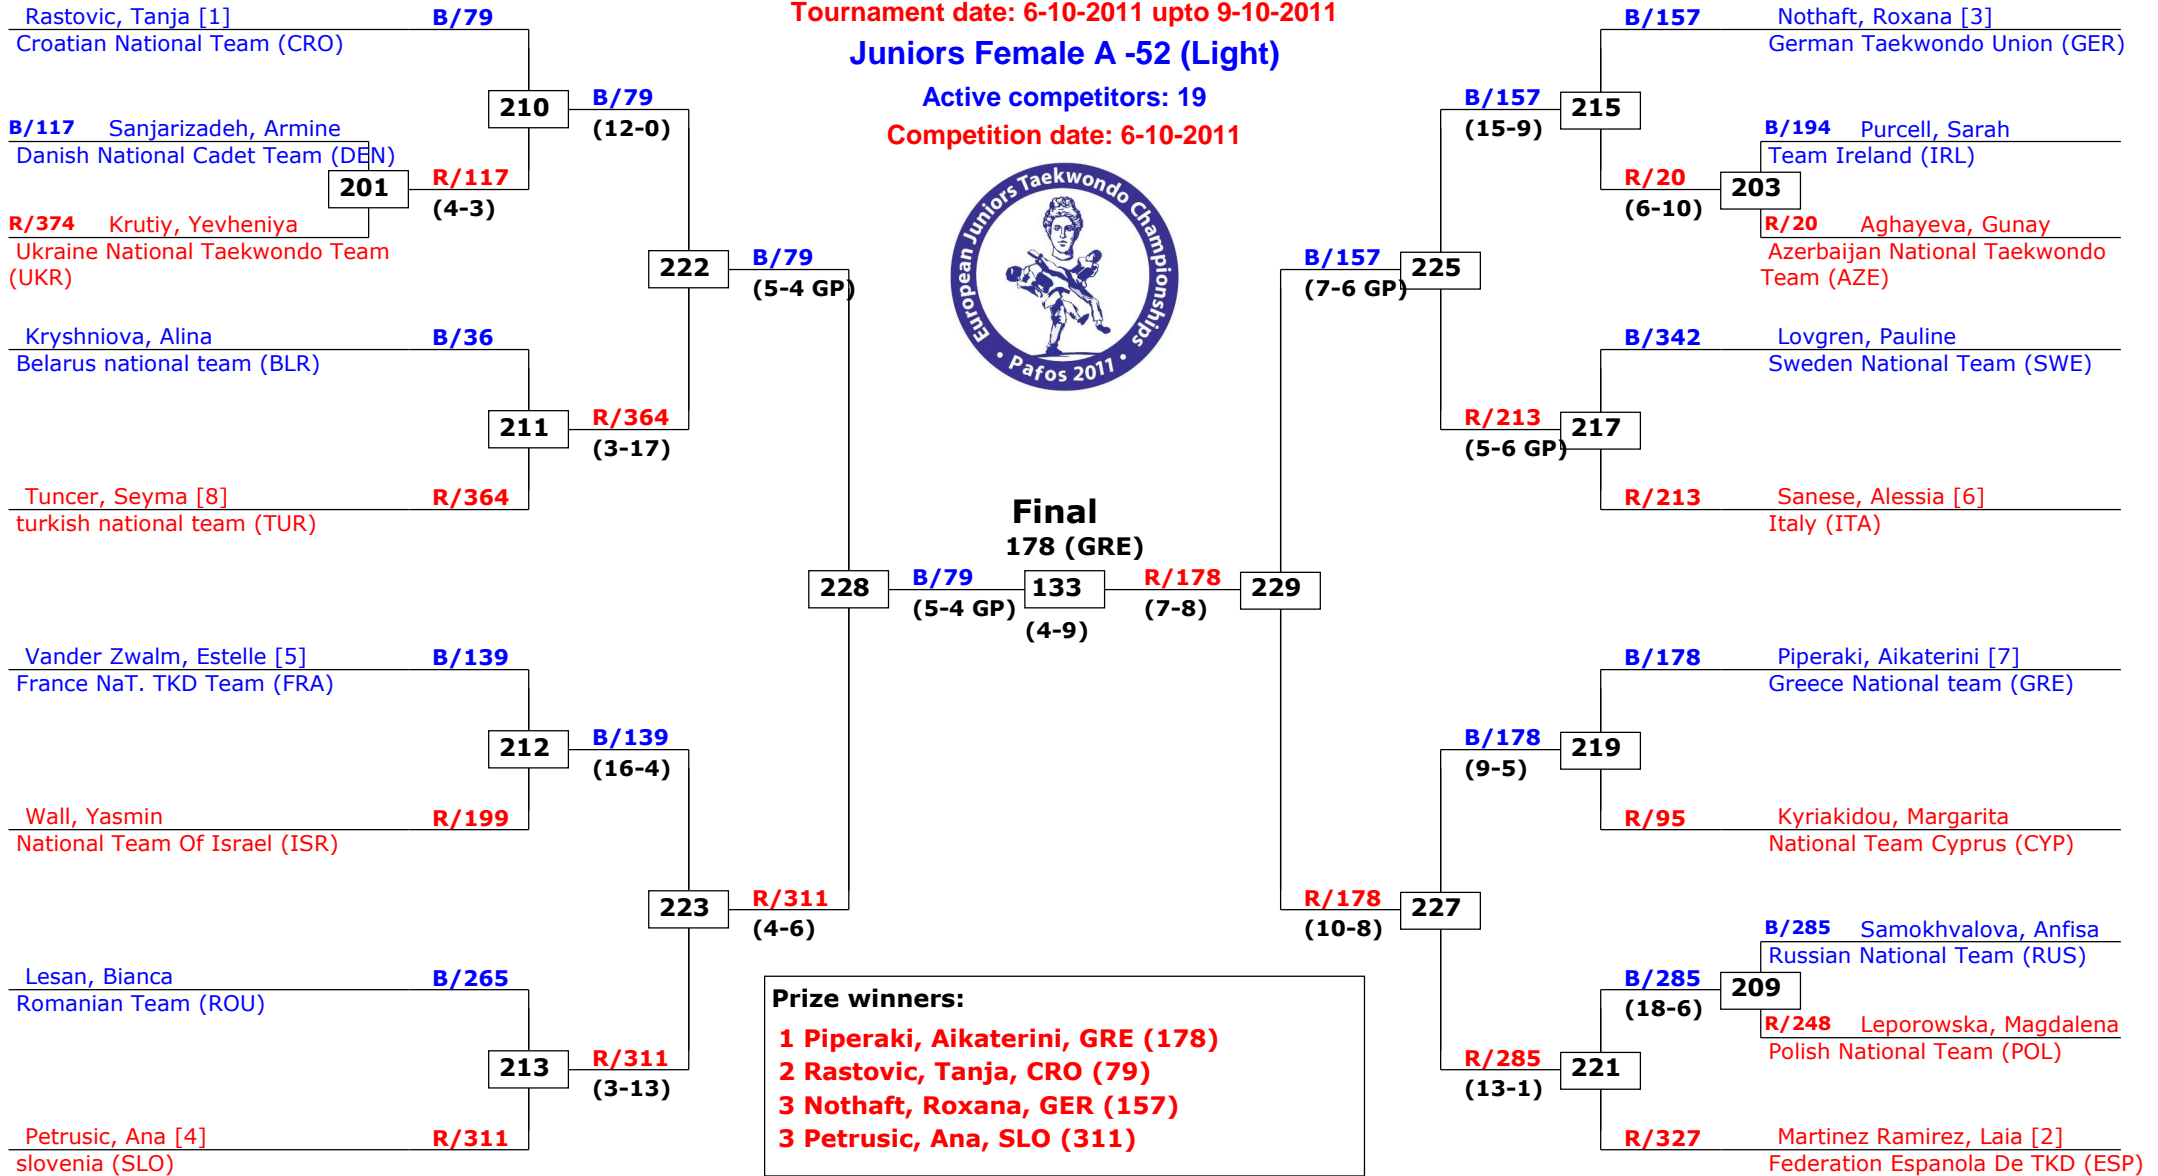 Tournament date: 6-10-2011 upto 9-10-2011
Juniors Female A -52 (Light)
Active competitors: 19
Competition date: 6-10-2011
European Juniors Taekwondo Championships
• Pafos 2011 •
Rastovic, Tanja [1] B/79
Croatian National Team (CRO)
210
B/79
(12-0)
B/117 Sanjarizadeh, Armine
Danish National Cadet Team (DEN)
201
R/117
(4-3)
R/374 Krutiy, Yevheniya
Ukraine National Taekwondo Team
(UKR)
222
B/79
(5-4 GP)
Kryshniova, Alina B/36
Belarus national team (BLR)
211
R/364
(3-17)
Tuncer, Seyma [8] R/364
turkish national team (TUR)
228
B/79
(5-4 GP)
Vander Zwalm, Estelle [5] B/139
France NaT. TKD Team (FRA)
212
B/139
(16-4)
Wall, Yasmin R/199
National Team Of Israel (ISR)
223
R/311
(4-6)
Lesan, Bianca B/265
Romanian Team (ROU)
213
R/311
(3-13)
Petrusic, Ana [4] R/311
slovenia (SLO)
Final
178 (GRE)
133
(4-9)
R/178
(7-8)
229
B/157 Nothaft, Roxana [3]
German Taekwondo Union (GER)
B/157
(15-9)
215
B/194 Purcell, Sarah
Team Ireland (IRL)
R/20
(6-10)
203
R/20 Aghayeva, Gunay
Azerbaijan National Taekwondo
Team (AZE)
B/157
(7-6 GP)
225
B/342 Lovgren, Pauline
Sweden National Team (SWE)
R/213
(5-6 GP)
217
R/213 Sanese, Alessia [6]
Italy (ITA)
B/178 Piperaki, Aikaterini [7]
Greece National team (GRE)
B/178
(9-5)
219
R/95 Kyriakidou, Margarita
National Team Cyprus (CYP)
R/178
(10-8)
227
B/285 Samokhvalova, Anfisa
Russian National Team (RUS)
B/285
(18-6)
209
R/248 Leporowska, Magdalena
Polish National Team (POL)
R/285
(13-1)
221
R/327 Martinez Ramirez, Laia [2]
Federation Espanola De TKD (ESP)
Prize winners:
1 Piperaki, Aikaterini, GRE (178)
2 Rastovic, Tanja, CRO (79)
3 Nothaft, Roxana, GER (157)
3 Petrusic, Ana, SLO (311)